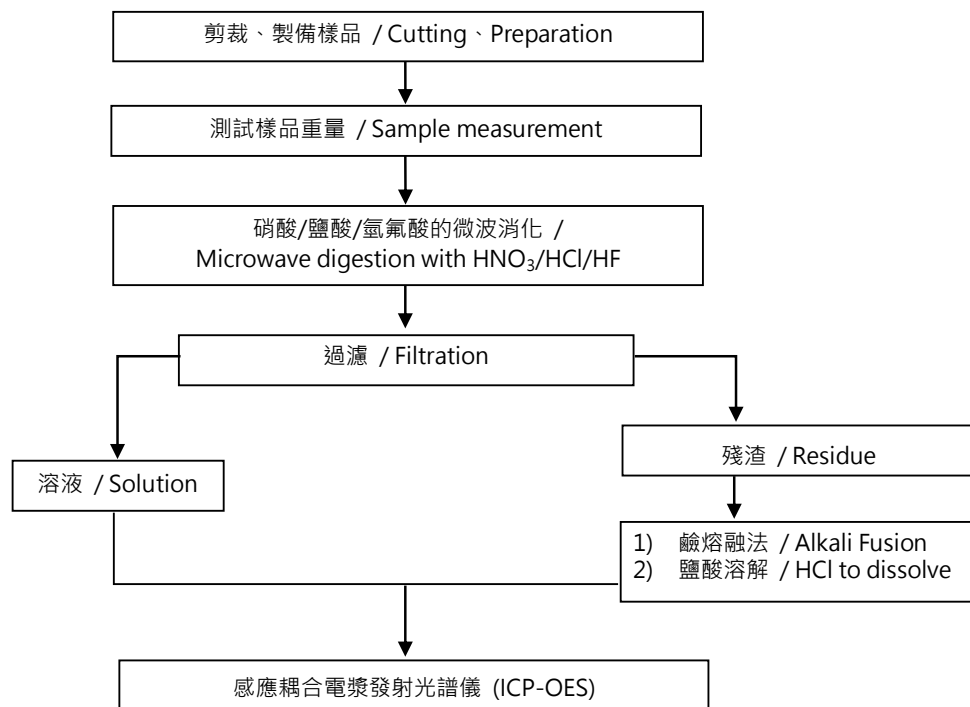 剪裁、製備樣品 / Cutting、Preparation
測試樣品重量 / Sample measurement
硝酸/鹽酸/氫氟酸的微波消化 /
Microwave digestion with HNO₃/HCl/HF
過濾 / Filtration
溶液 / Solution
殘渣 / Residue
1) 鹼熔融法 / Alkali Fusion
2) 鹽酸溶解 / HCl to dissolve
感應耦合電漿發射光譜儀 (ICP-OES)